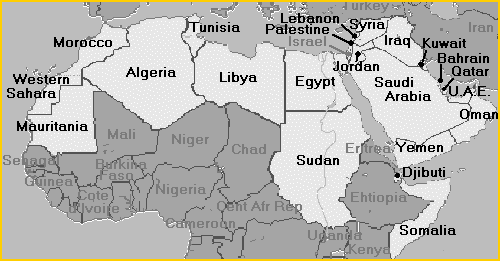 Turkey
Lebanon
Syria
Tunisia
Palestine
Morocco
Israel
Iraq
Iran
Kuwait
Bahrain
Jordan
Qatar
Western
Sahara
Algeria
Libya
Egypt
Saudi
Arabia
U.A.E.
Oman
Mauritania
Mali
Niger
Chad
Sudan
Eritrea
Yemen
Senegal
Burkina
Faso
Djibuti
Guinea
Nigeria
Cote
D'Ivoire
Ehtiopia
Cent Afr Rep
Cameroon
Somalia
Uganda
Kenya